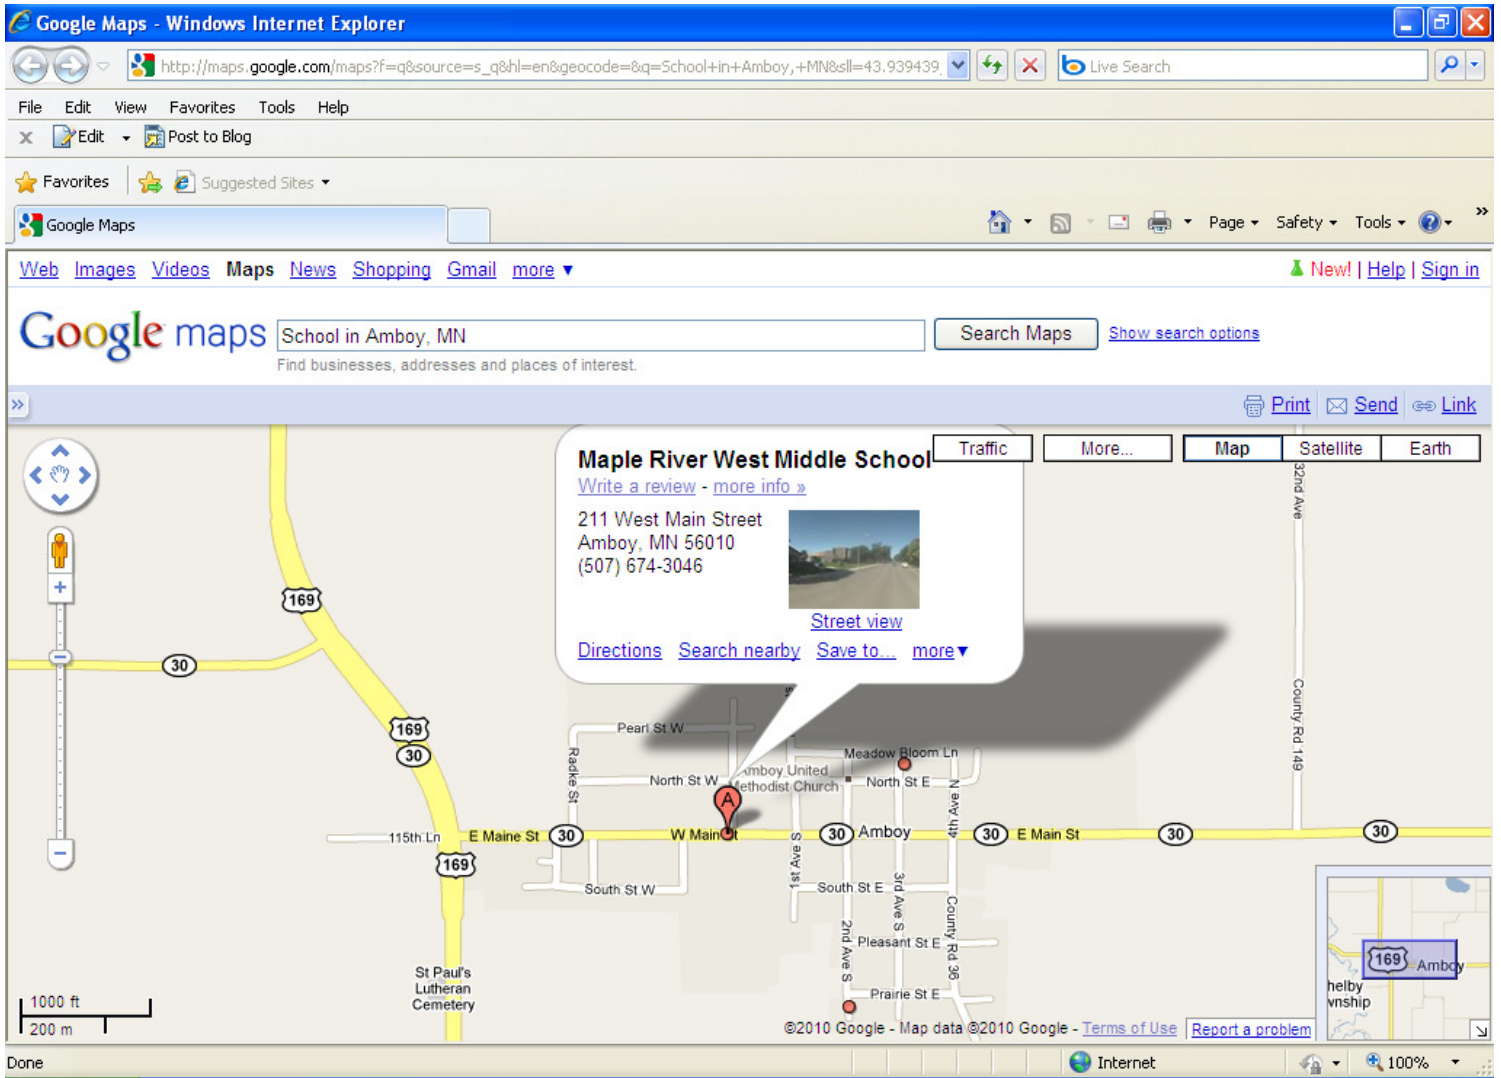 Google Maps - Windows Internet Explorer
http://maps.google.com/maps?f=q&source=s_q&hl=en&geocode=&q=School+in+Amboy,+MN&sll=43.939439,
Live Search
File Edit View Favorites Tools Help
x Edit Post to Blog
Favorites Suggested Sites
Google Maps
Page Safety Tools »
Web Images Videos Maps News Shopping Gmail more ▼
New! | Help | Sign in
Google maps School in Amboy, MN Search Maps Show search options
Find businesses, addresses and places of interest.
» Print Send Link
Traffic More... Map Satellite Earth
Maple River West Middle School
Write a review - more info »
211 West Main Street
Amboy, MN 56010
(507) 674-3046
Street view
Directions Search nearby Save to... more▼
32nd Ave
169
30
County Rd 149
169
30
Pearl St W
Radke St
Meadow Bloom Ln
Amboy United
Methodist Church
North St W
North St E
4th Ave N
A
115th Ln
E Maine St
30
W Main St
30
Amboy
30
E Main St
30
30
169
1st Ave S
South St W
South St E
3rd Ave S
2nd Ave S
County Rd 36
Pleasant St E
Prairie St E
St Paul's
Lutheran
Cemetery
169
Amboy
helby
wnship
1000 ft
200 m
©2010 Google - Map data ©2010 Google - Terms of Use Report a problem
Done Internet 100%